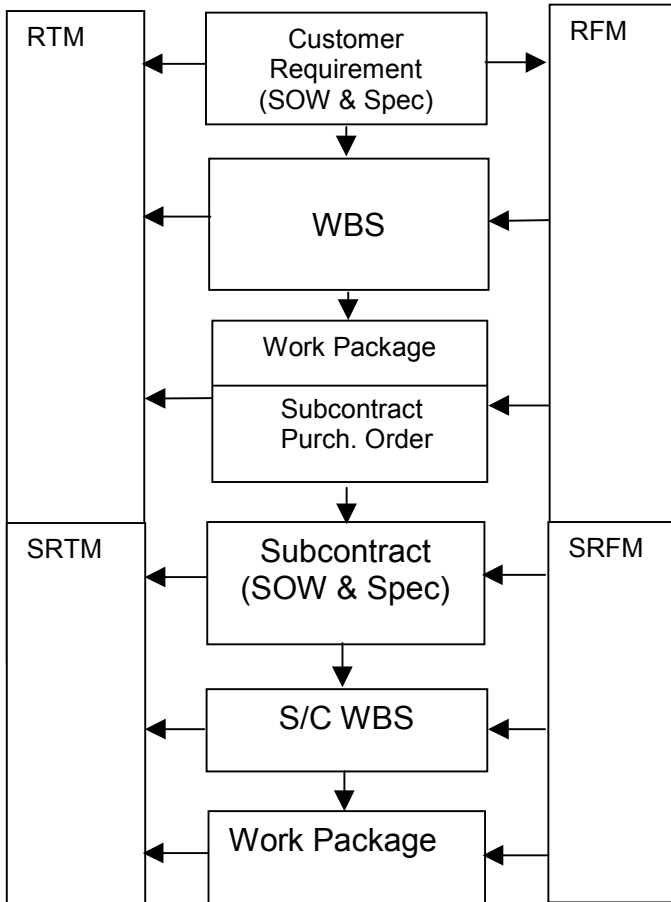 RTM
Customer
Requirement
(SOW & Spec)
RFM
WBS
Work Package
Subcontract
Purch. Order
SRTM
Subcontract
(SOW & Spec)
SRFM
S/C WBS
Work Package